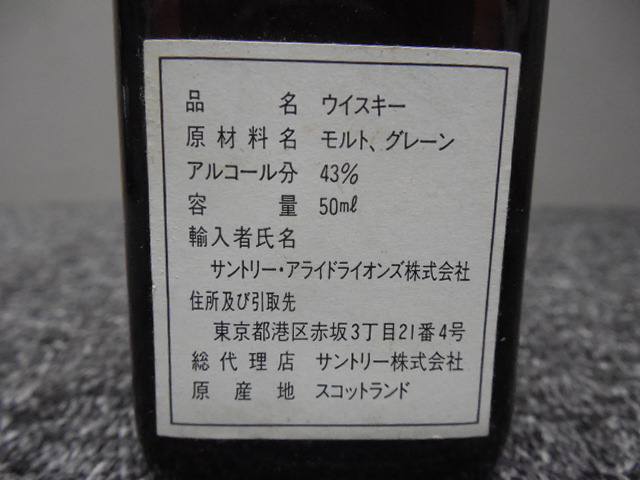 品名 ウイスキー
原材料名 モルト、グレーン
アルコール分 43%
容量 50ml
輸入者氏名
サントリー・アライドライオンズ株式会社
住所及び引取先
東京都港区赤坂3丁目21番4号
総代理店 サントリー株式会社
原産地 スコットランド